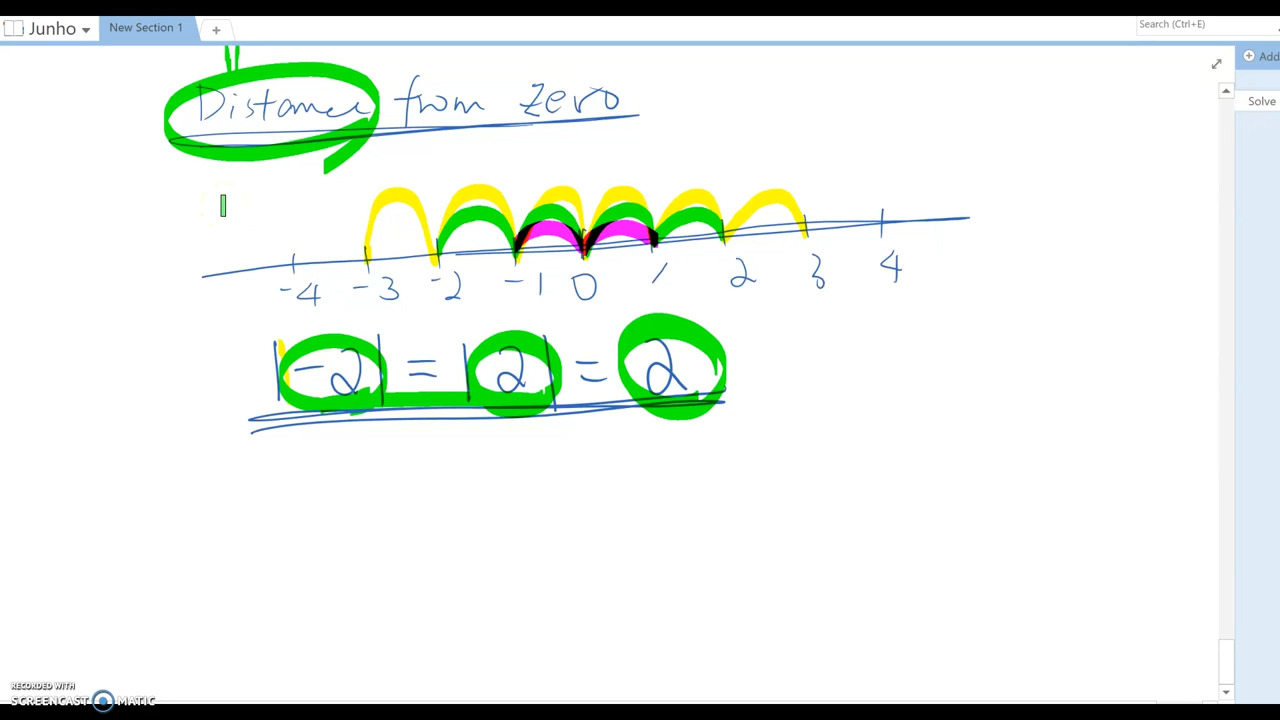 Junho
New Section 1
Search (Ctrl+E)
Add
Solve
Distance from zero
-4 -3 -2 -1 0 1 2 3 4
|-2| = |2| = 2
RECORDED WITH
SCREENCAST MATIC